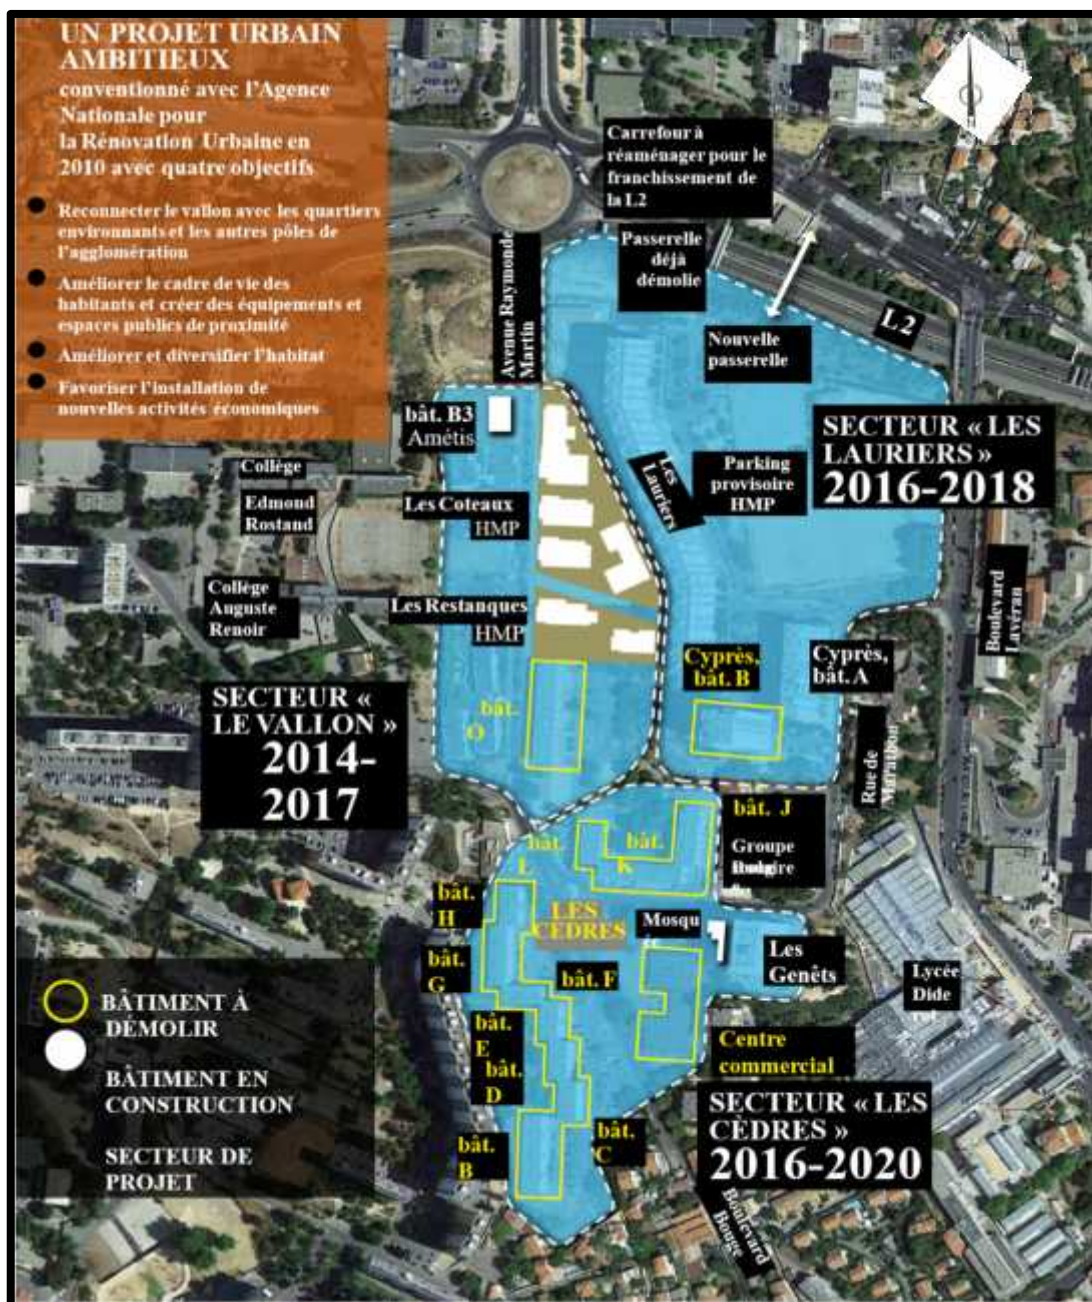 UN PROJET URBAIN
AMBITIEUX
conventionné avec l'Agence
Nationale pour
la Rénovation Urbaine en
2010 avec quatre objectifs
Reconnecter le vallon avec les quartiers
environnants et les autres pôles de
l'agglomération
Améliorer le cadre de vie des
habitants et créer des équipements et
espaces publics de proximité
Améliorer et diversifier l'habitat
Favoriser l'installation de
nouvelles activités économiques
Carrefour à
réaménager pour le
franchissement de
la L2
Avenue Raymonde
Martin
Passerelle
déjà
démolie
L2
Nouvelle
passerelle
bât. B3
Amétis
SECTEUR « LES
LAURIERS »
2016-2018
Collège
Edmond
Rostand
Les Coteaux
HMP
Les
Lauriers
Parking
provisoire
HMP
Collège
Auguste
Renoir
Les Restanques
HMP
Boulevard
Lavéran
Cyprès,
bât. B
Cyprès,
bât. A
SECTEUR «
LE VALLON »
2014-
2017
bât.
O
Rue de
Marathon
bât. J
Groupe
bât.
L
bât.
K
bât.
H
LES
CÈDRES
Mosqu
bât.
G
bât. F
Les
Genêts
Lycée
Dide
BÂTIMENT À
DÉMOLIR
bât.
E
bât.
D
Centre
commercial
BÂTIMENT EN
CONSTRUCTION
SECTEUR « LES
CÈDRES »
2016-2020
bât.
B
bât.
C
SECTEUR DE
PROJET
Boulevard
Bouge